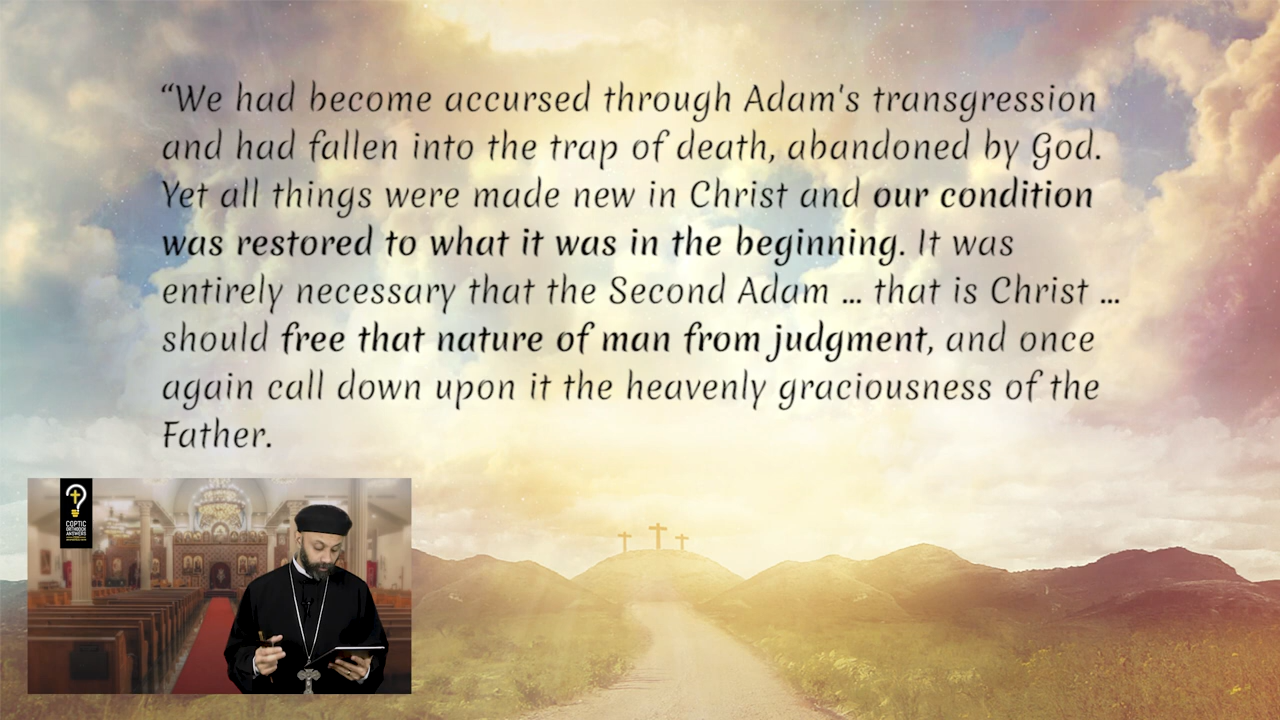 “We had become accursed through Adam's transgression
and had fallen into the trap of death, abandoned by God.
Yet all things were made new in Christ and our condition
was restored to what it was in the beginning. It was
entirely necessary that the Second Adam ... that is Christ ...
should free that nature of man from judgment, and once
again call down upon it the heavenly graciousness of the
Father.
COPTIC
ORTHODOX
ANSWERS